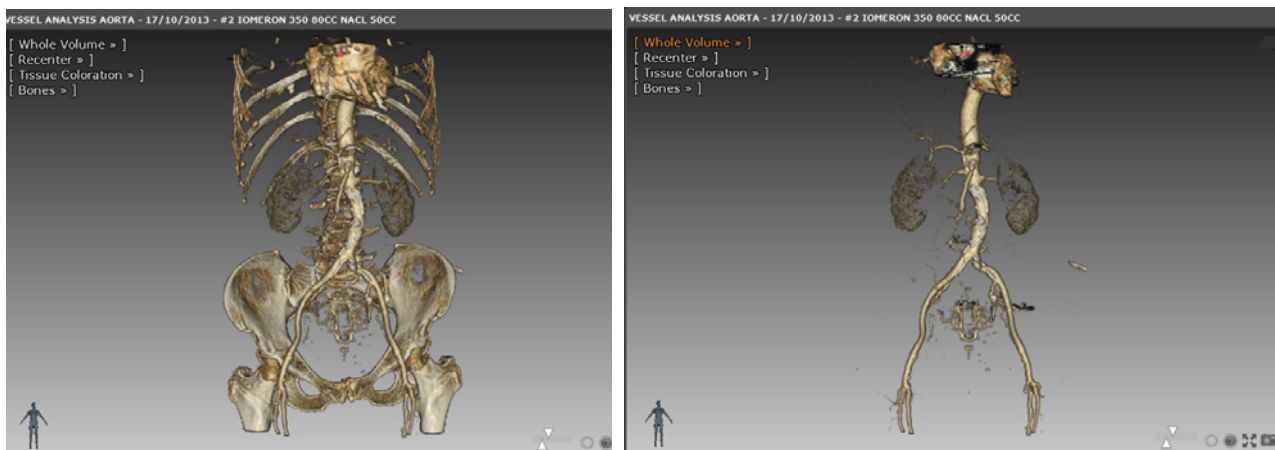 VESSEL ANALYSIS AORTA - 17/10/2013 - #2 IOMERON 350 80CC NACL 50CC
[ Whole Volume » ]
[ Recenter » ]
[ Tissue Coloration » ]
[ Bones » ]
VESSEL ANALYSIS AORTA - 17/10/2013 - #2 IOMERON 350 80CC NACL 50CC
[ Whole Volume » ]
[ Recenter » ]
[ Tissue Coloration » ]
[ Bones » ]